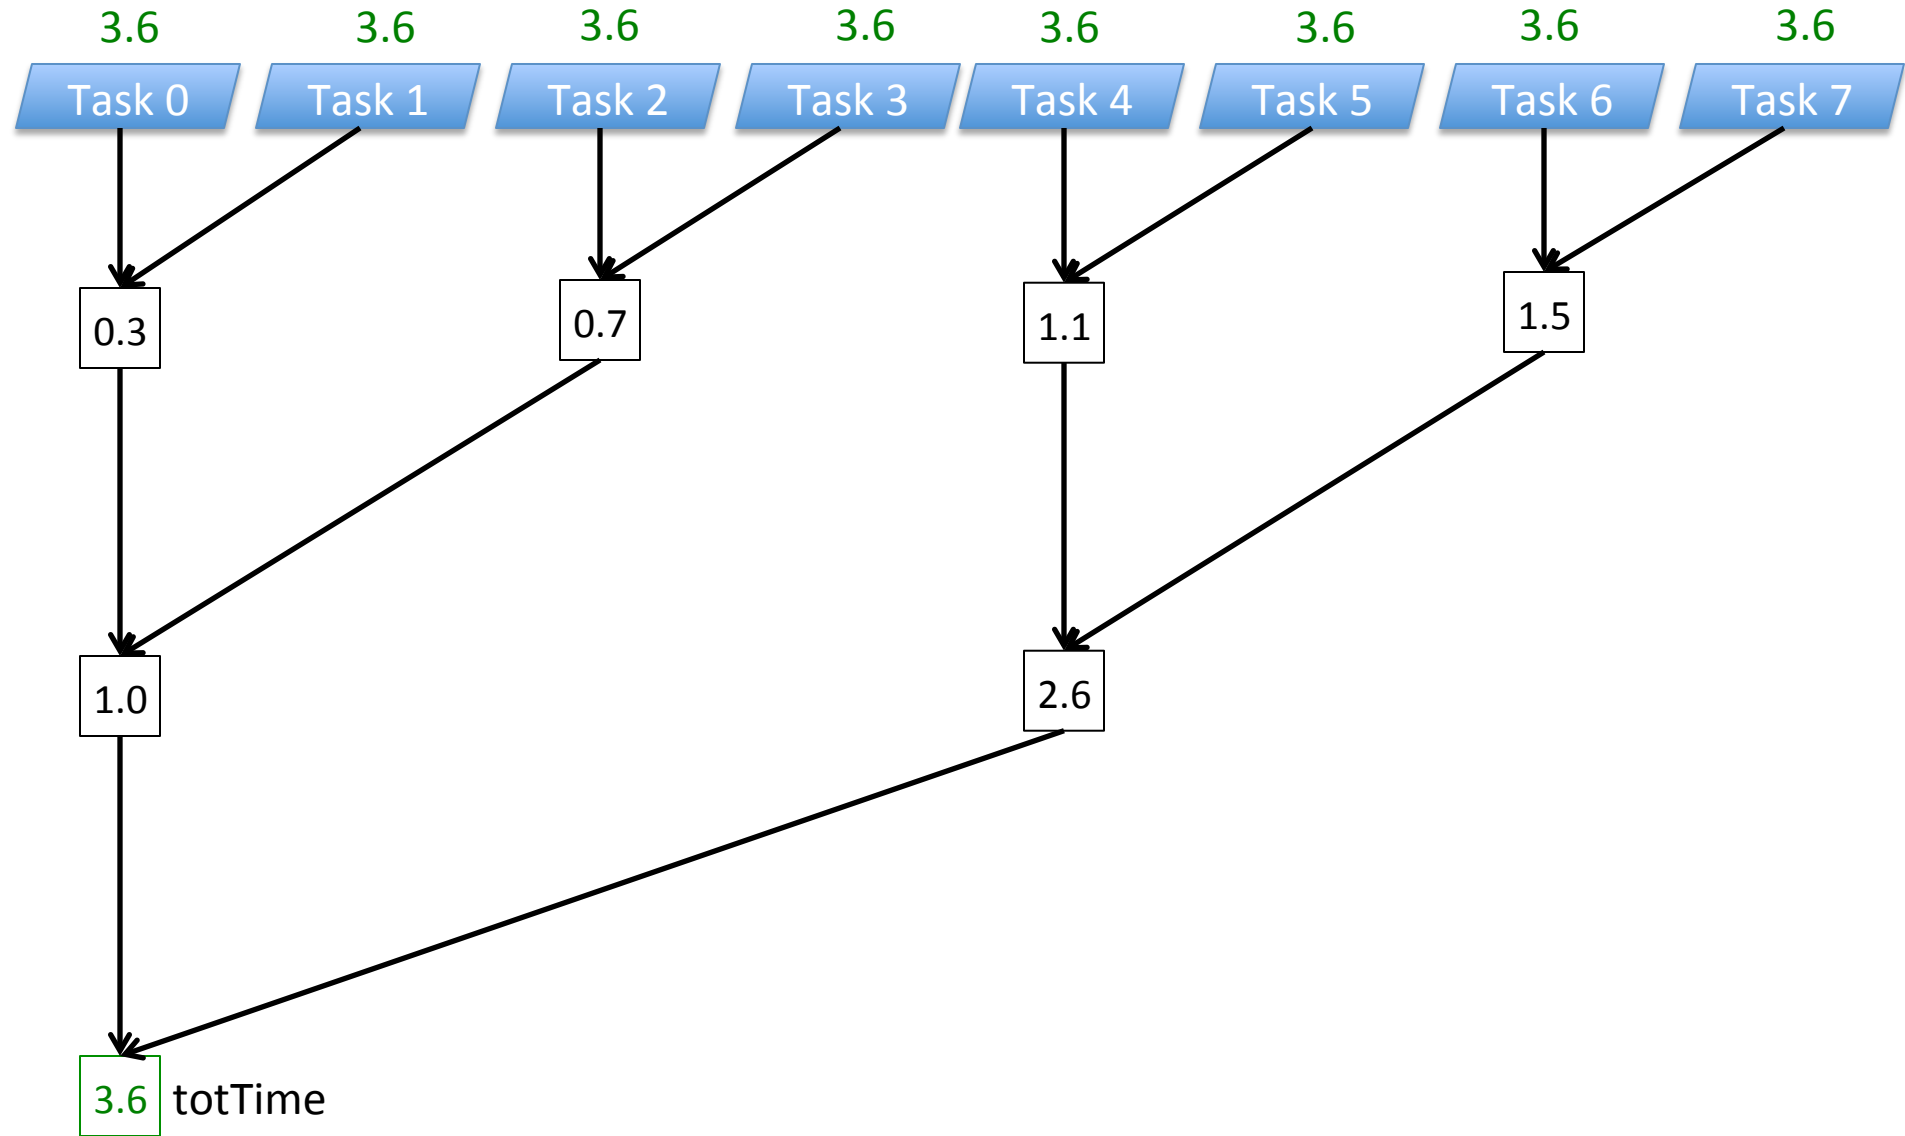 3.6 3.6 3.6 3.6 3.6 3.6 3.6 3.6
Task 0 Task 1 Task 2 Task 3 Task 4 Task 5 Task 6 Task 7
0.3 0.7 1.1 1.5
1.0 2.6
3.6 totTime